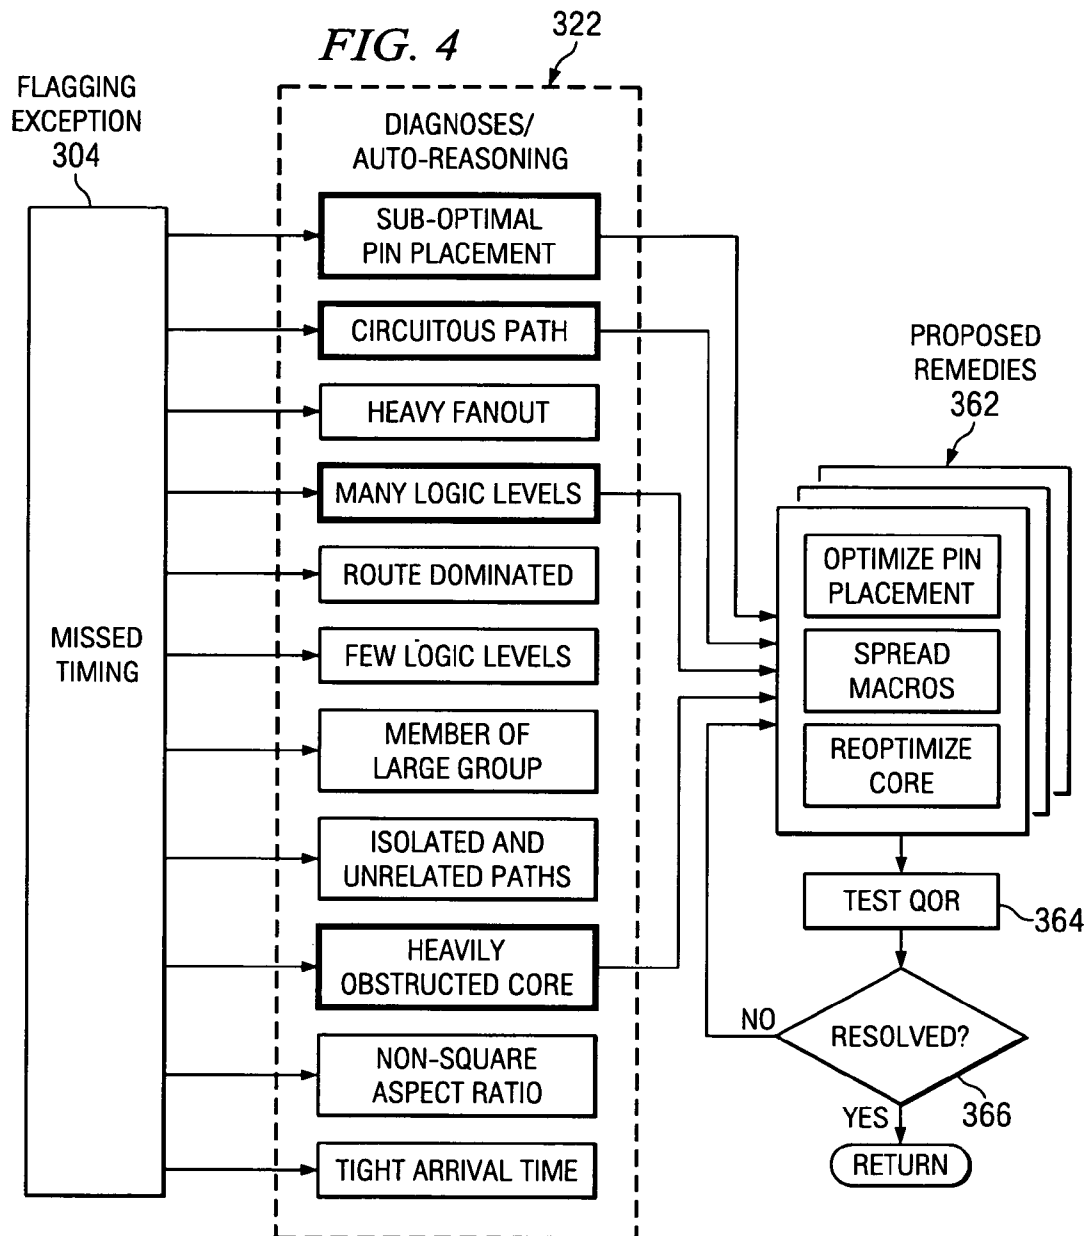 FIG. 4
322
FLAGGING
EXCEPTION
304
DIAGNOSES/
AUTO-REASONING
SUB-OPTIMAL
PIN PLACEMENT
CIRCUITOUS PATH
HEAVY FANOUT
MANY LOGIC LEVELS
ROUTE DOMINATED
MISSED
TIMING
FEW LOGIC LEVELS
MEMBER OF
LARGE GROUP
ISOLATED AND
UNRELATED PATHS
HEAVILY
OBSTRUCTED CORE
NON-SQUARE
ASPECT RATIO
TIGHT ARRIVAL TIME
PROPOSED
REMEDIES
362
OPTIMIZE PIN
PLACEMENT
SPREAD
MACROS
REOPTIMIZE
CORE
TEST QOR
364
NO
RESOLVED?
366
YES
RETURN